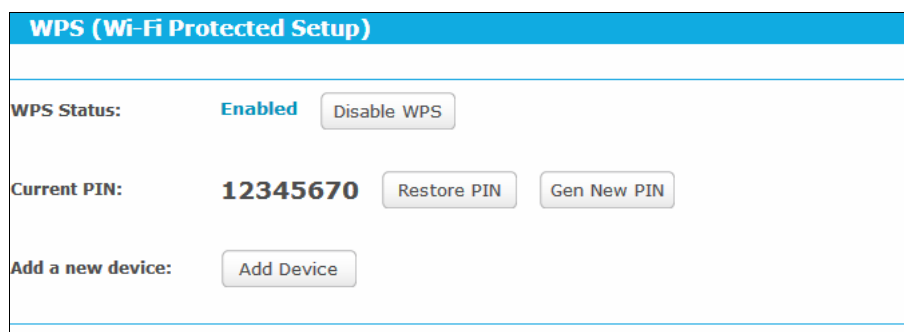 WPS (Wi-Fi Protected Setup)
WPS Status: Enabled Disable WPS
Current PIN: 12345670 Restore PIN Gen New PIN
Add a new device: Add Device